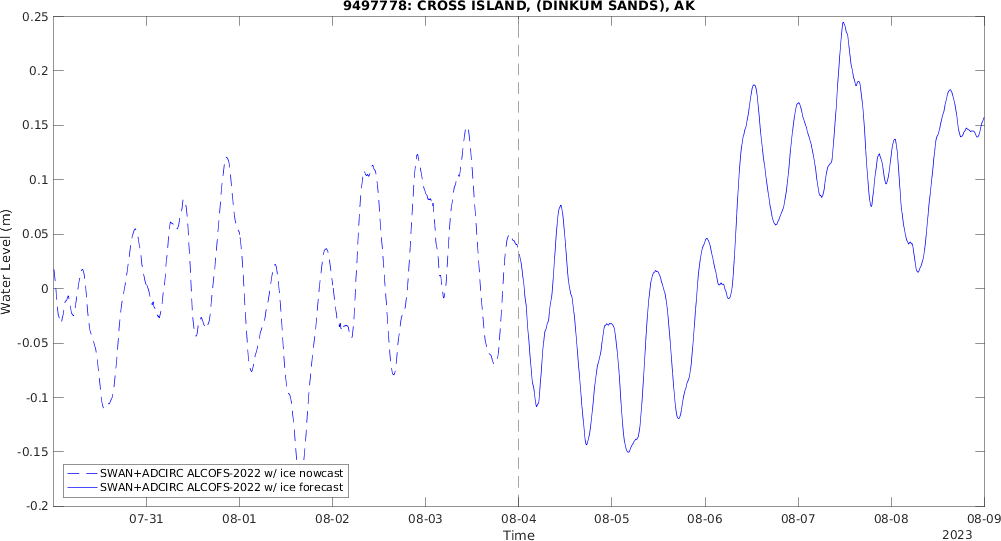 9497778: CROSS ISLAND, (DINKUM SANDS), AK
0.25
0.2
0.15
0.1
0.05
0
-0.05
-0.1
-0.15
-0.2
Water Level (m)
SWAN+ADCIRC ALCOFS-2022 w/ ice nowcast
SWAN+ADCIRC ALCOFS-2022 w/ ice forecast
07-31 08-01 08-02 08-03 08-04 08-05 08-06 08-07 08-08 08-09
Time
2023